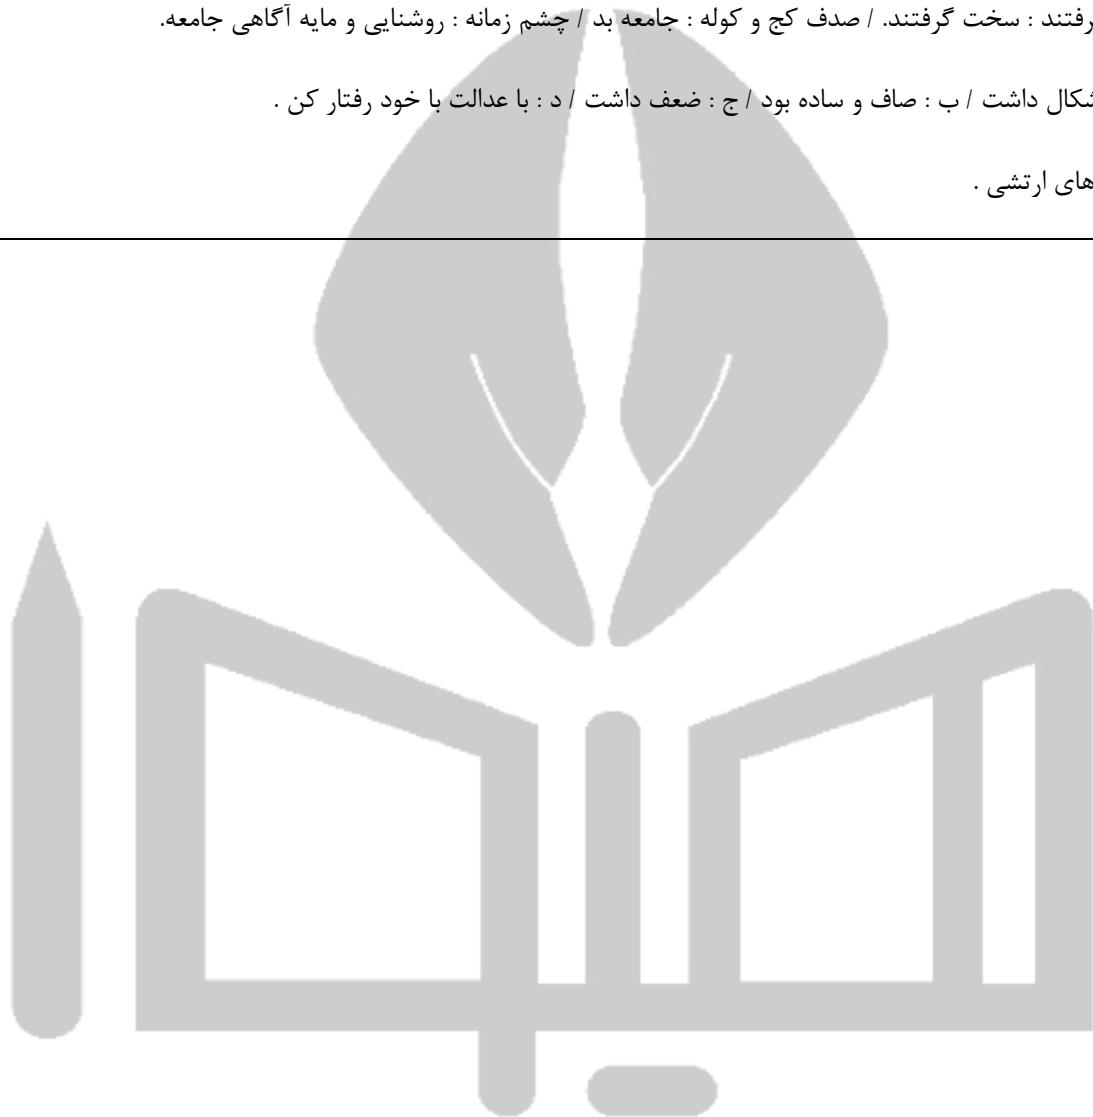 رفتند : سخت گرفتند. / صدف کج و کوله : جامعه بد / چشم زمانه : روشنایی و مایه آگاهی جامعه.
شکال داشت / ب : صاف و ساده بود / ج : ضعف داشت / د : با عدالت با خود رفتار کن .
های ارتشی .